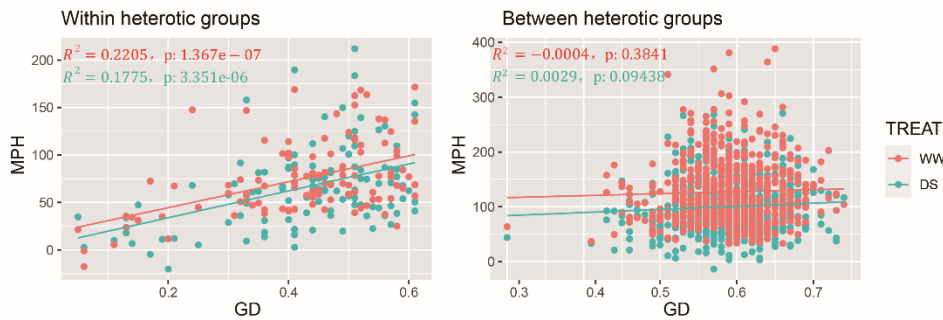 Within heterotic groups
R² = 0.2205, p: 1.367e − 07
R² = 0.1775, p: 3.351e-06
MPH
200
150
100
50
0
0.2
0.4
0.6
GD
Between heterotic groups
R² = −0.0004, p: 0.3841
R² = 0.0029, p: 0.09438
MPH
400
300
200
100
0
0.3
0.4
0.5
0.6
0.7
GD
TREAT
WW
DS